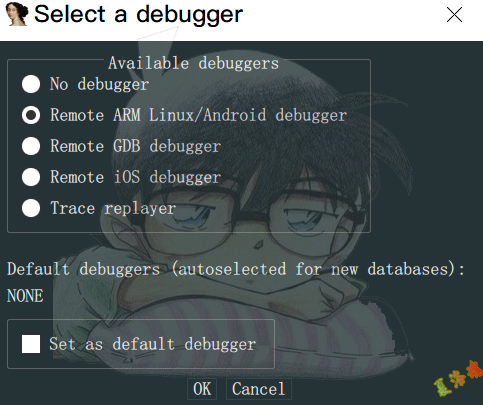 Select a debugger
Available debuggers
No debugger
Remote ARM Linux/Android debugger
Remote GDB debugger
Remote iOS debugger
Trace replayer
Default debuggers (autoselected for new databases):
NONE
Set as default debugger
OK Cancel